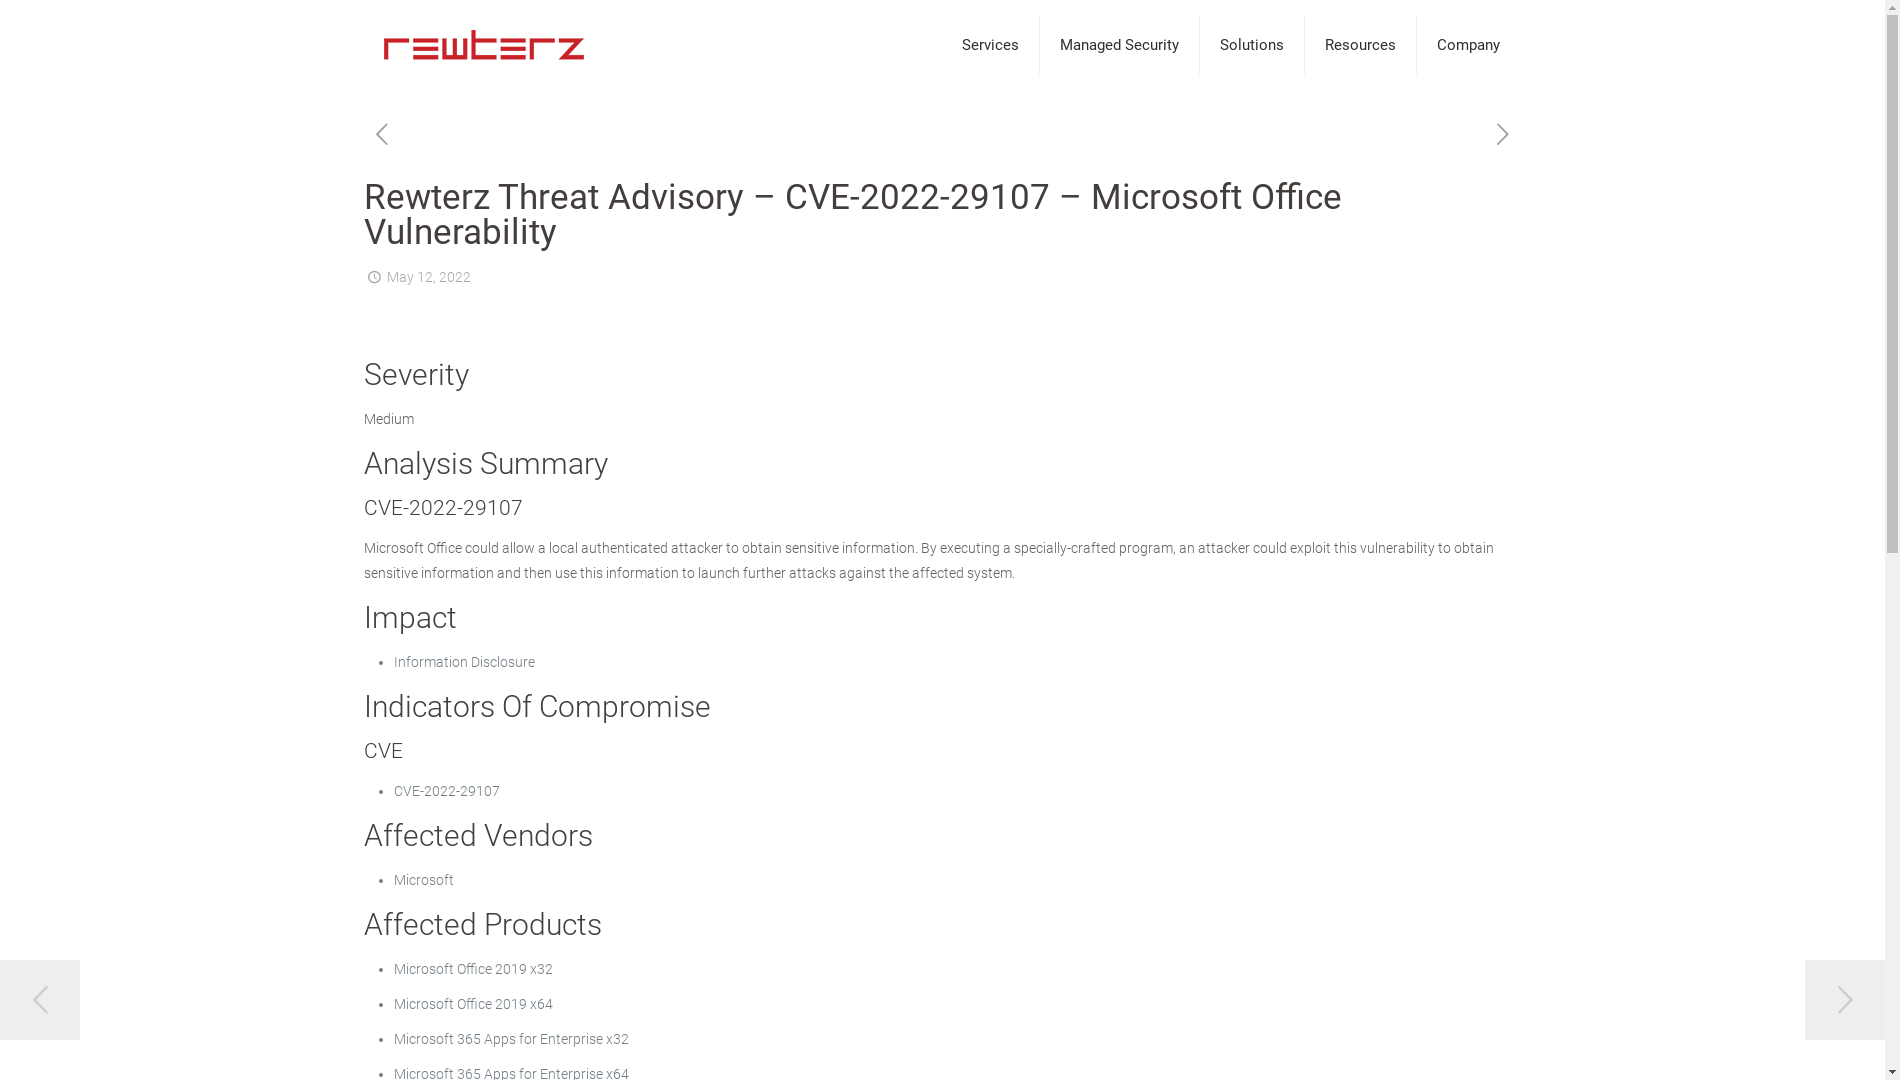 rewterz
Services
Managed Security
Solutions
Resources
Company
Rewterz Threat Advisory – CVE-2022-29107 – Microsoft Office
Vulnerability
May 12, 2022
Severity
Medium
Analysis Summary
CVE-2022-29107
Microsoft Office could allow a local authenticated attacker to obtain sensitive information. By executing a specially-crafted program, an attacker could exploit this vulnerability to obtain
sensitive information and then use this information to launch further attacks against the affected system.
Impact
• Information Disclosure
Indicators Of Compromise
CVE
• CVE-2022-29107
Affected Vendors
• Microsoft
Affected Products
• Microsoft Office 2019 x32
• Microsoft Office 2019 x64
• Microsoft 365 Apps for Enterprise x32
• Microsoft 365 Apps for Enterprise x64